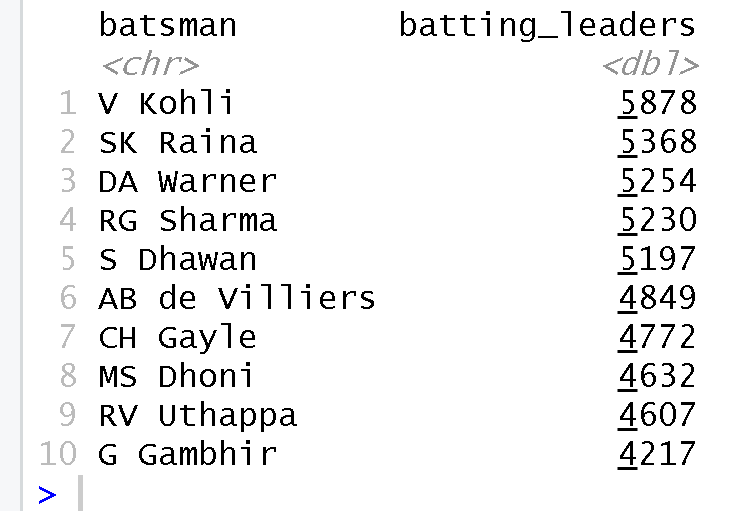 batsman batting_leaders
<chr> <dbl>
1 V Kohli 5878
2 SK Raina 5368
3 DA Warner 5254
4 RG Sharma 5230
5 S Dhawan 5197
6 AB de Villiers 4849
7 CH Gayle 4772
8 MS Dhoni 4632
9 RV Uthappa 4607
10 G Gambhir 4217
>